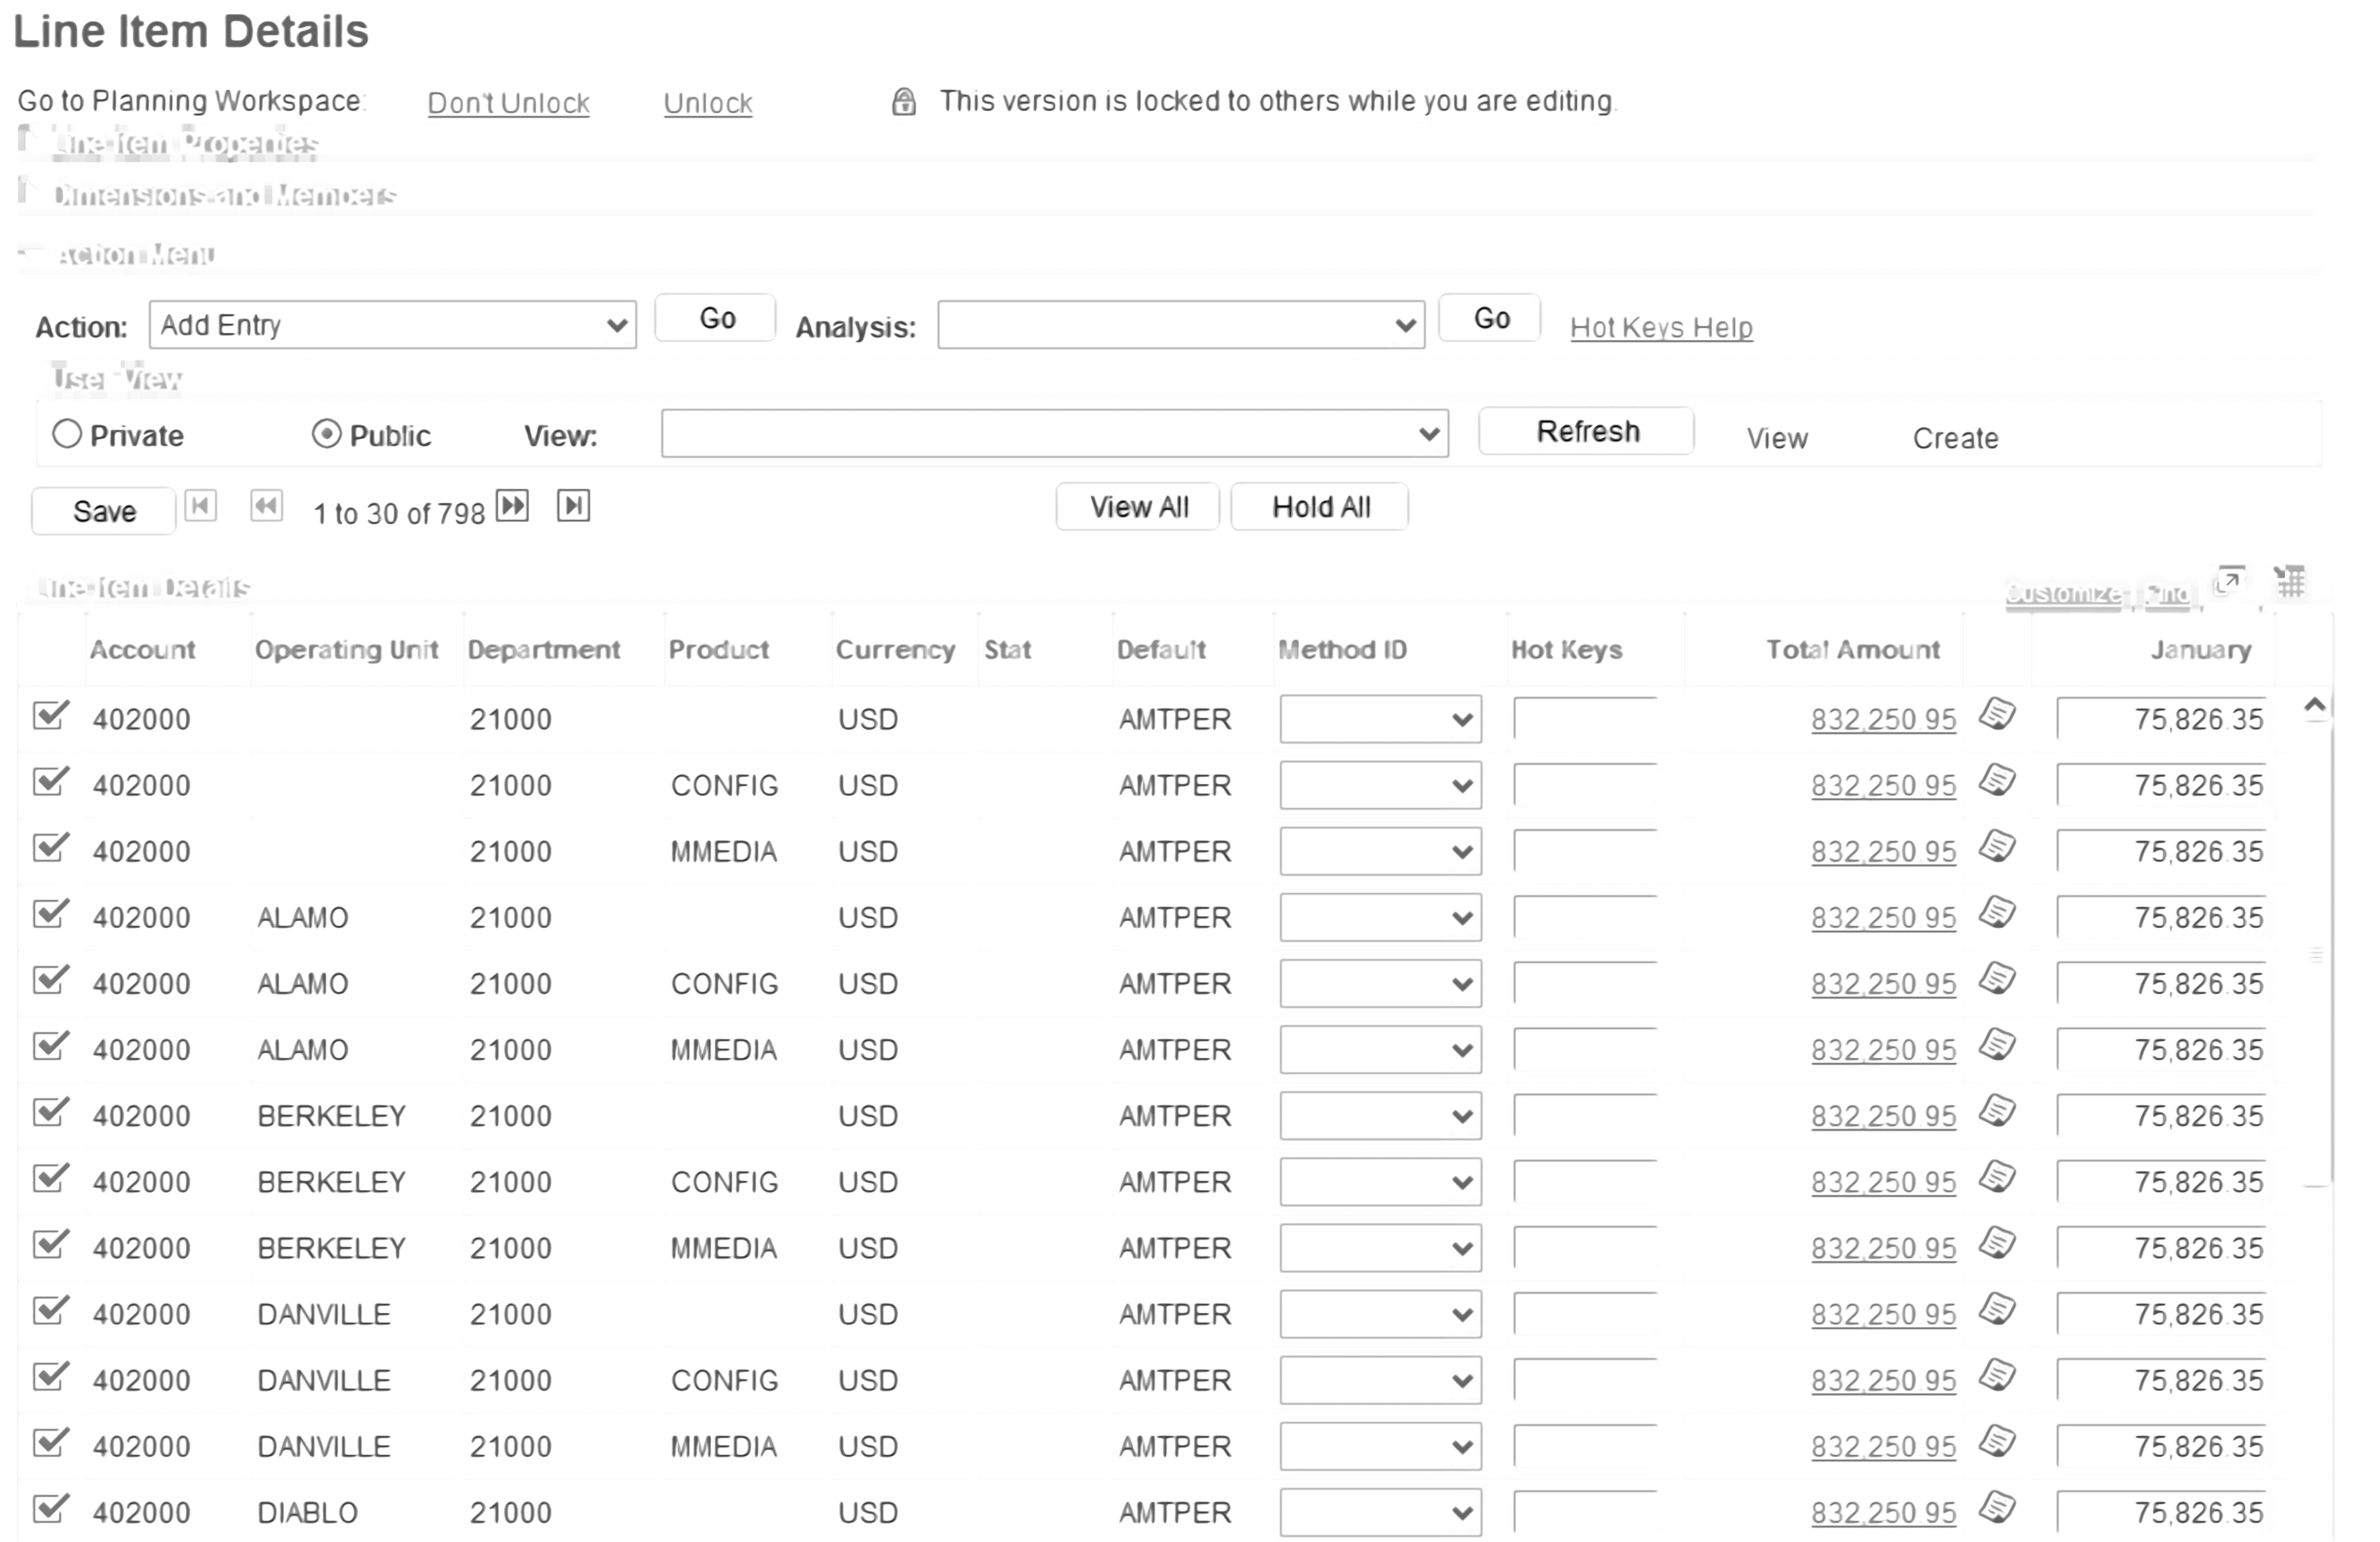 Line Item Details
Go to Planning Workspace: Don't Unlock Unlock This version is locked to others while you are editing.
Line Item Properties
Dimensions and Members
Action Menu
Action: Add Entry Go Analysis: Go Hot Keys Help
User View
Private Public View: Refresh View Create
Save 1 to 30 of 798 View All Hold All
Line Item Details Customize | Find |
Account Operating Unit Department Product Currency Stat Default Method ID Hot Keys Total Amount January
402000 21000 USD AMTPER 832,250.95 75,826.35
402000 21000 CONFIG USD AMTPER 832,250.95 75,826.35
402000 21000 MMEDIA USD AMTPER 832,250.95 75,826.35
402000 ALAMO 21000 USD AMTPER 832,250.95 75,826.35
402000 ALAMO 21000 CONFIG USD AMTPER 832,250.95 75,826.35
402000 ALAMO 21000 MMEDIA USD AMTPER 832,250.95 75,826.35
402000 BERKELEY 21000 USD AMTPER 832,250.95 75,826.35
402000 BERKELEY 21000 CONFIG USD AMTPER 832,250.95 75,826.35
402000 BERKELEY 21000 MMEDIA USD AMTPER 832,250.95 75,826.35
402000 DANVILLE 21000 USD AMTPER 832,250.95 75,826.35
402000 DANVILLE 21000 CONFIG USD AMTPER 832,250.95 75,826.35
402000 DANVILLE 21000 MMEDIA USD AMTPER 832,250.95 75,826.35
402000 DIABLO 21000 USD AMTPER 832,250.95 75,826.35